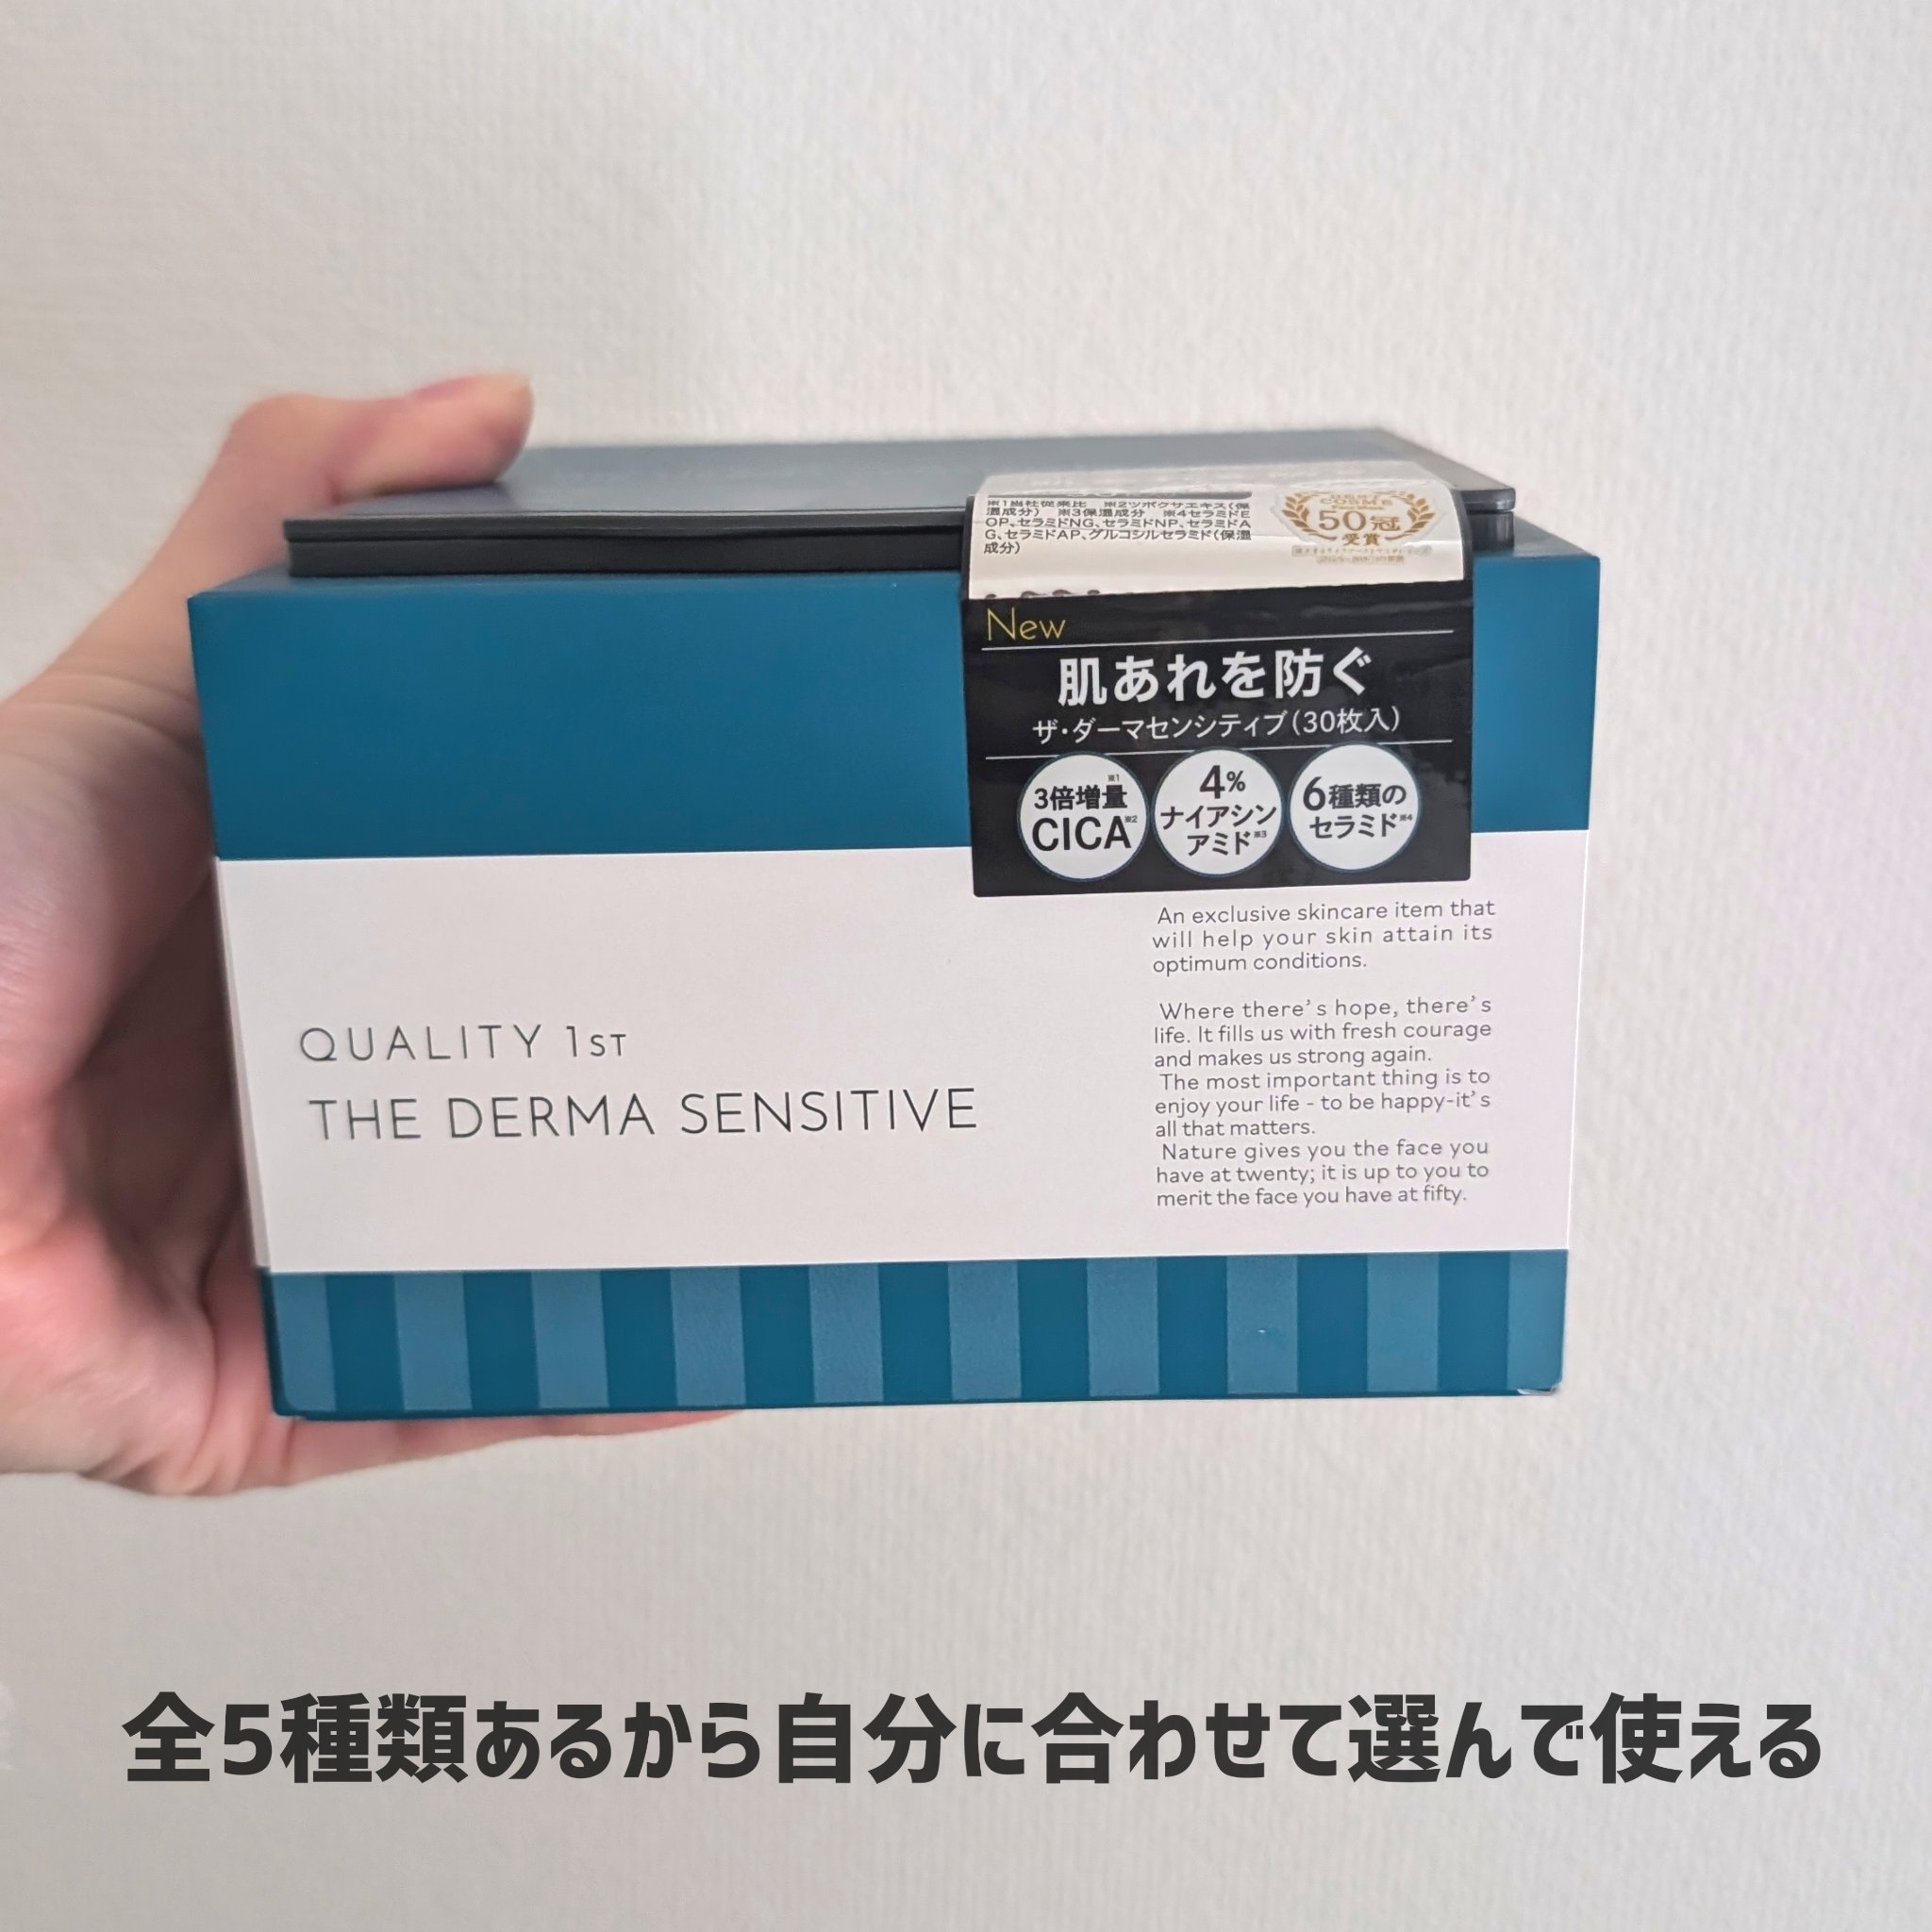 ※1当社従来比 ※2ツボクサエキス(保
湿成分) ※3保湿成分 ※4セラミドE
OP、セラミドNG、セラミドNP、セラミドA
G、セラミドAP、グルコシルセラミド(保湿
成分)
50冠
受賞
New
肌あれを防ぐ
ザ・ダーマセンシティブ(30枚入)
3倍増量※1
CICA※2
4%
ナイアシン
アミド※3
6種類の
セラミド※4
An exclusive skincare item that
will help your skin attain its
optimum conditions.
Where there's hope, there's
life. It fills us with fresh courage
and makes us strong again.
The most important thing is to
enjoy your life - to be happy-it's
all that matters.
Nature gives you the face you
have at twenty; it is up to you to
merit the face you have at fifty.
QUALITY 1ST
THE DERMA SENSITIVE
全5種類あるから自分に合わせて選んで使える